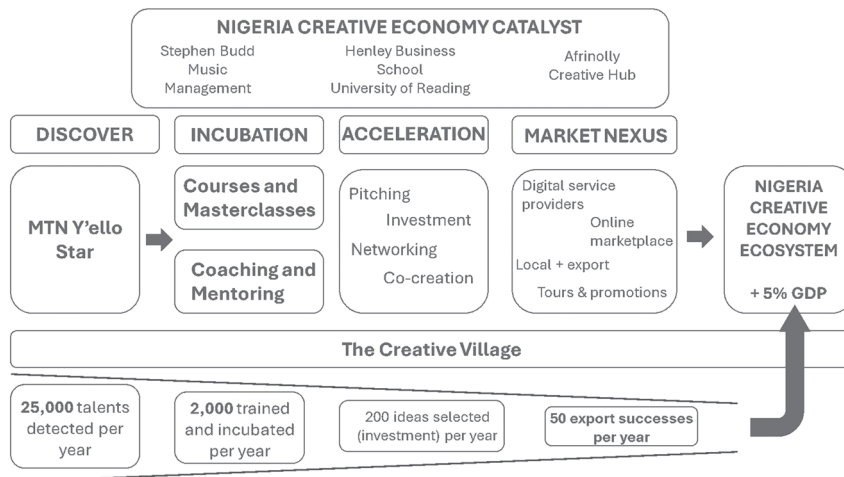 NIGERIA CREATIVE ECONOMY CATALYST
Stephen Budd
Music
Management
Henley Business
School
University of Reading
Afrinolly
Creative Hub
DISCOVER
INCUBATION
ACCELERATION
MARKET NEXUS
MTN Y’ello
Star
Courses and
Masterclasses
Coaching and
Mentoring
Pitching
Investment
Networking
Co-creation
Digital service
providers
Online
marketplace
Local + export
Tours & promotions
NIGERIA
CREATIVE
ECONOMY
ECOSYSTEM
+ 5% GDP
The Creative Village
25,000 talents
detected per
year
2,000 trained
and incubated
per year
200 ideas selected
(investment) per year
50 export successes
per year